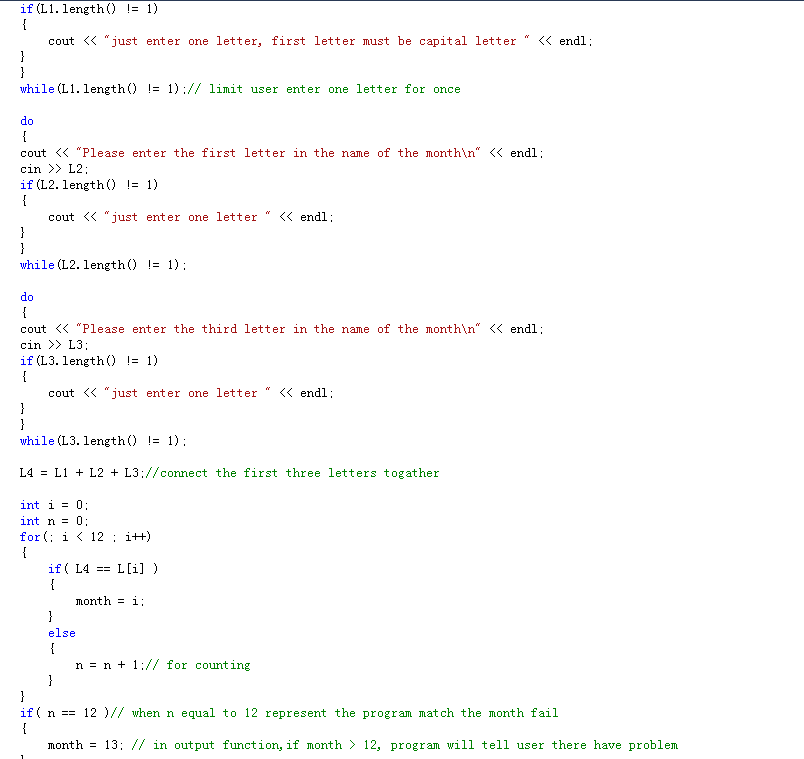 if(L1.length() != 1)
{
cout << "just enter one letter, first letter must be capital letter " << endl;
}
}
while(L1.length() != 1);// limit user enter one letter for once
do
{
cout << "Please enter the first letter in the name of the month\n" << endl;
cin >> L2;
if(L2.length() != 1)
{
cout << "just enter one letter " << endl;
}
}
while(L2.length() != 1);
do
{
cout << "Please enter the third letter in the name of the month\n" << endl;
cin >> L3;
if(L3.length() != 1)
{
cout << "just enter one letter " << endl;
}
}
while(L3.length() != 1);
L4 = L1 + L2 + L3;//connect the first three letters togather
int i = 0;
int n = 0;
for(; i < 12 ; i++)
{
if( L4 == L[i] )
{
month = i;
}
else
{
n = n + 1;// for counting
}
}
if( n == 12 )// when n equal to 12 represent the program match the month fail
{
month = 13; // in output function,if month > 12, program will tell user there have problem
}